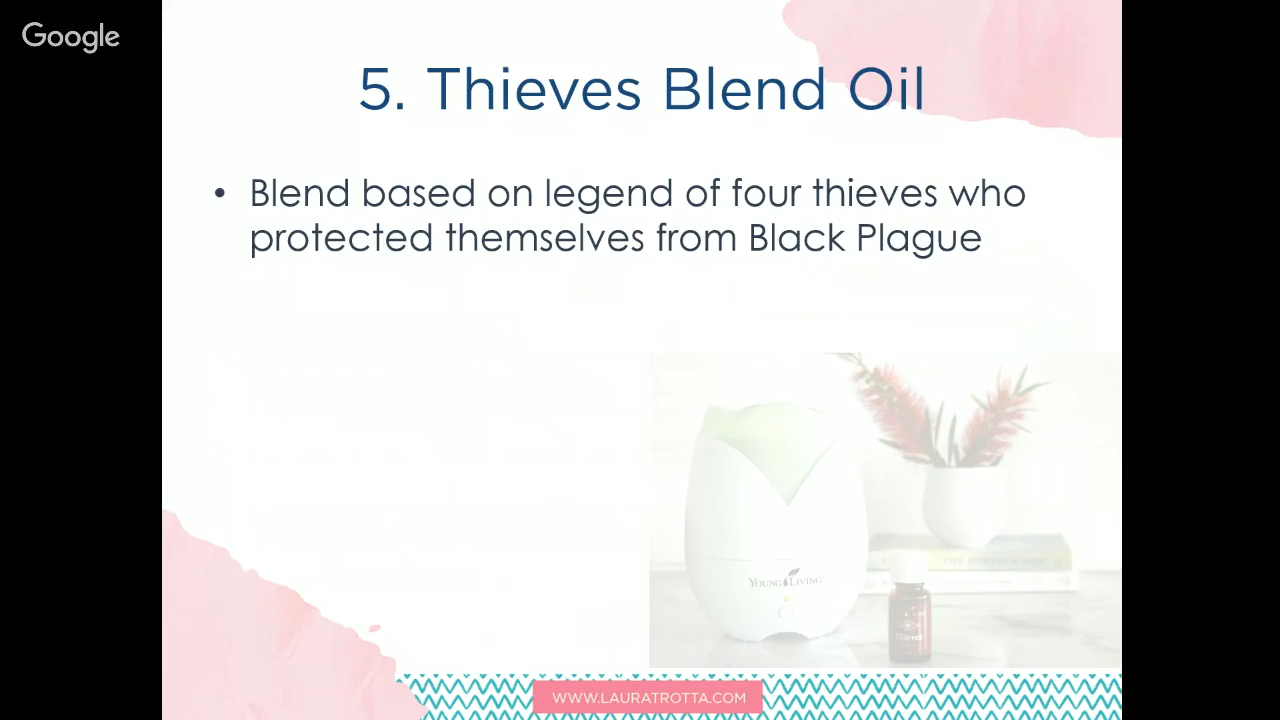 Google
5. Thieves Blend Oil
• Blend based on legend of four thieves who
protected themselves from Black Plague
YOUNG LIVING
Thieves
WWW.LAURATROTTA.COM